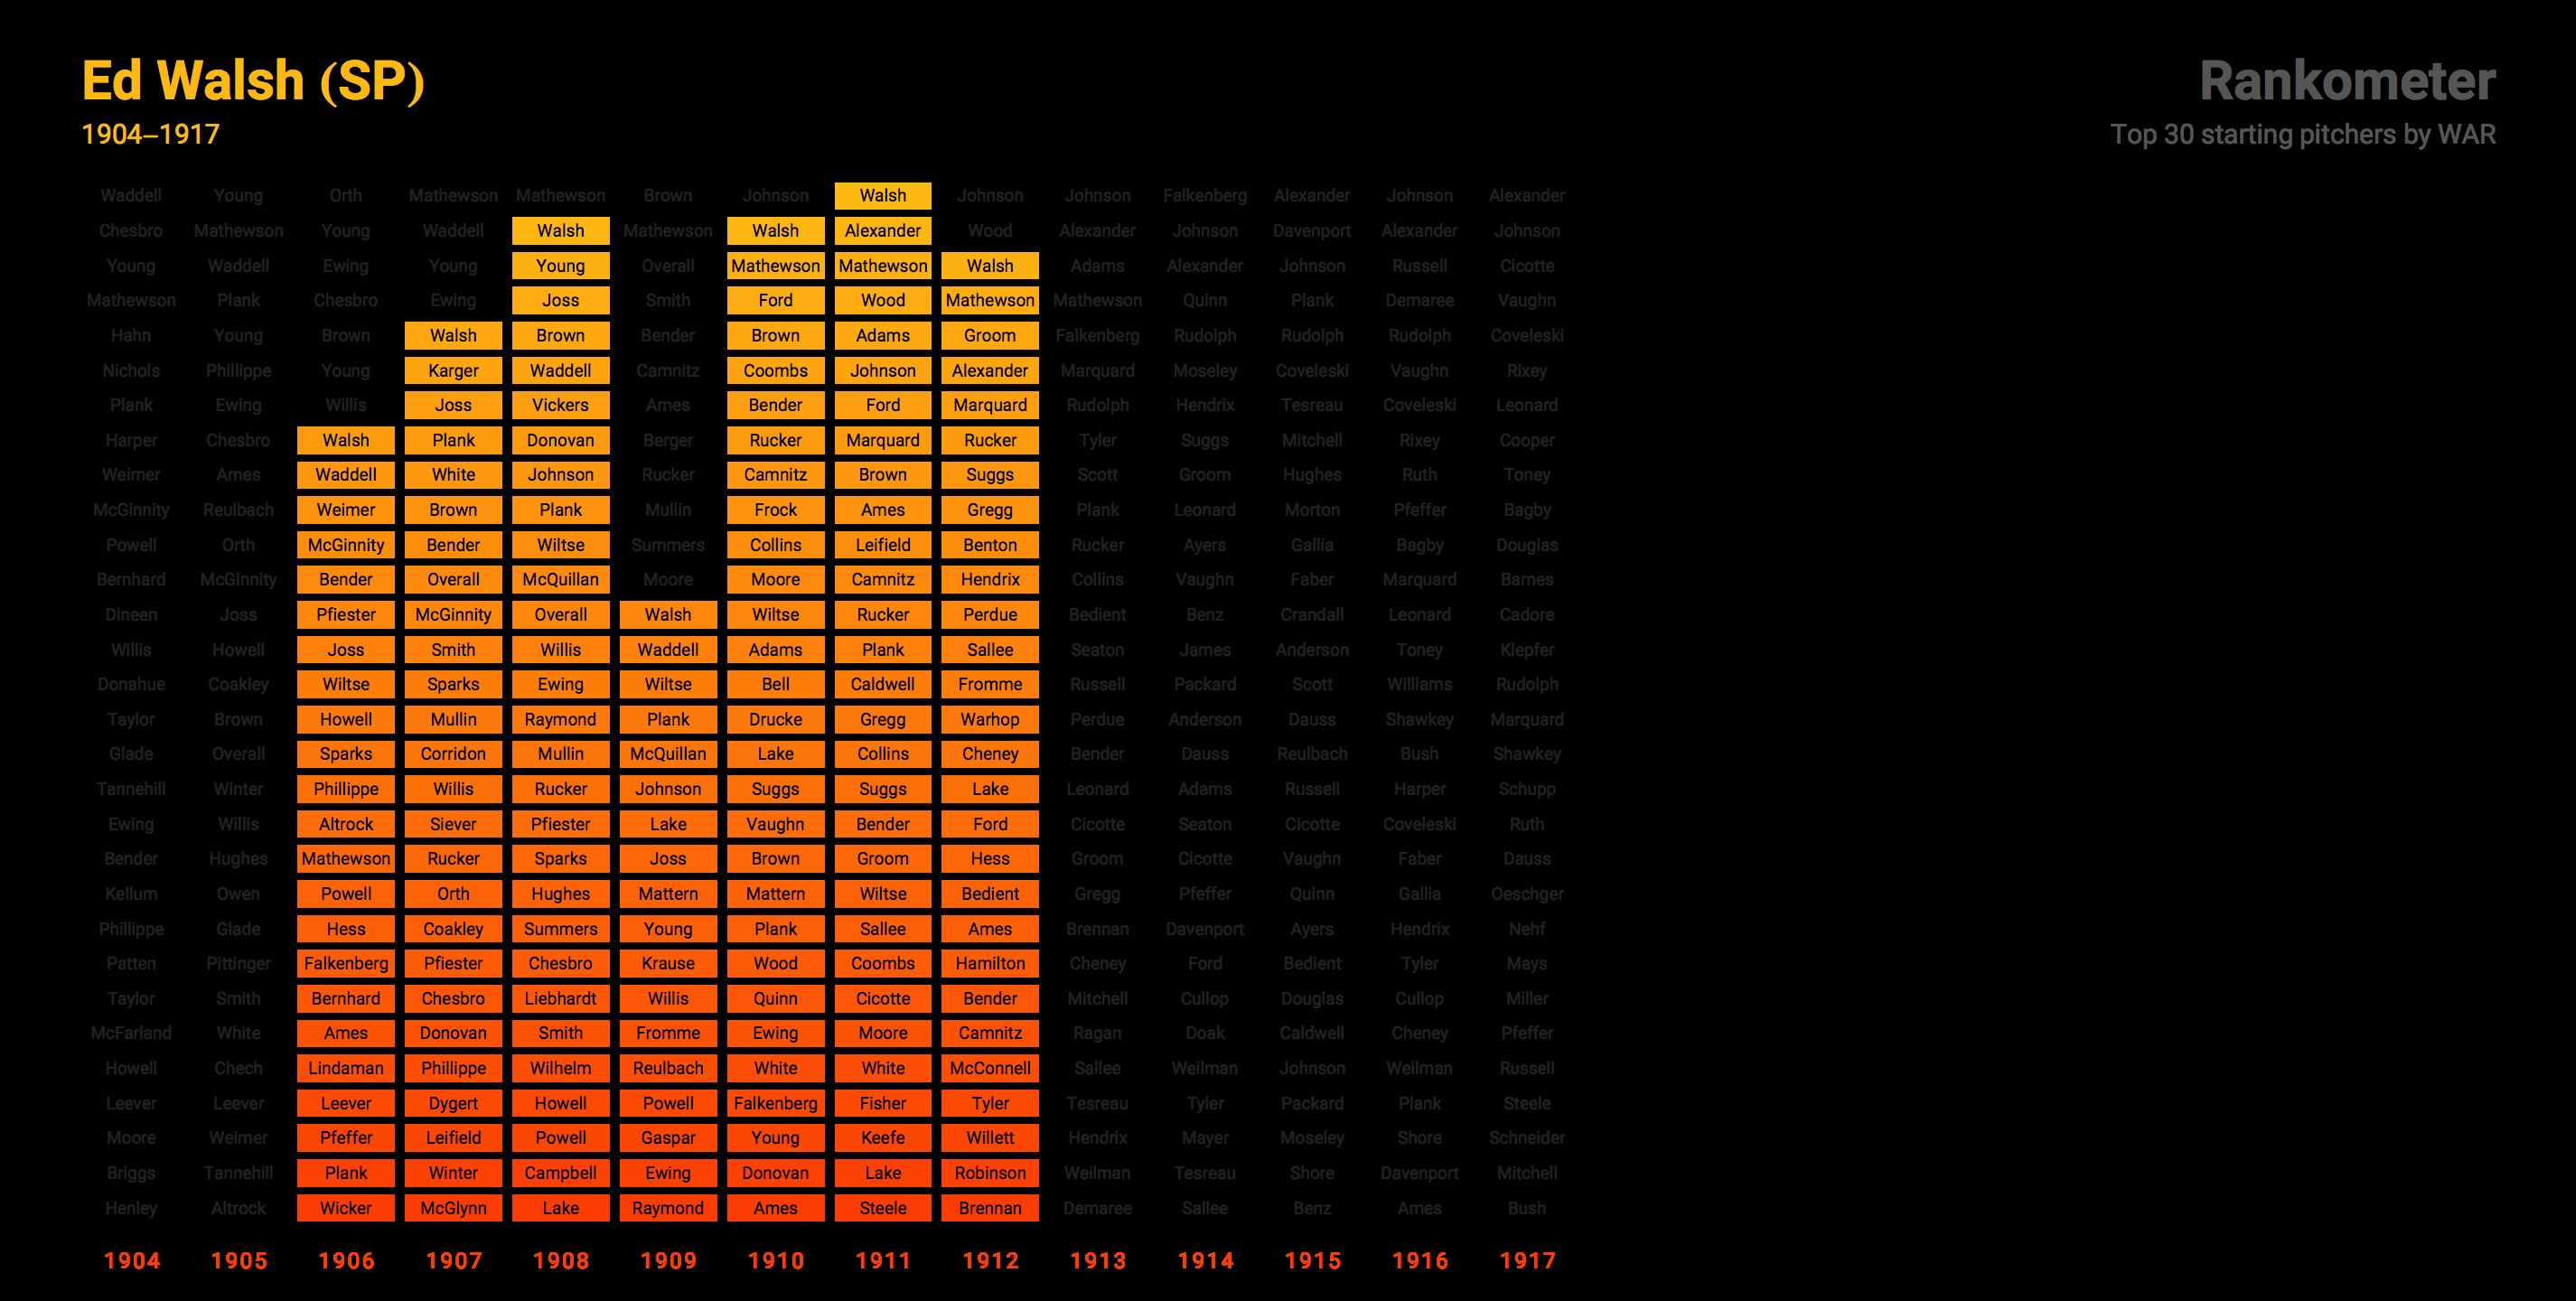 Ed Walsh (SP)
1904–1917
Rankometer
Top 30 starting pitchers by WAR
Waddell Young Orth Mathewson Mathewson Brown Johnson Walsh Johnson Johnson Falkenberg Alexander Johnson Alexander
Chesbro Mathewson Young Waddell Walsh Mathewson Walsh Alexander Wood Alexander Johnson Davenport Alexander Johnson
Young Waddell Ewing Young Young Overall Mathewson Mathewson Walsh Adams Alexander Johnson Russell Cicotte
Mathewson Plank Chesbro Ewing Joss Smith Ford Wood Mathewson Mathewson Quinn Plank Demaree Vaughn
Hahn Young Brown Walsh Brown Bender Brown Adams Groom Falkenberg Rudolph Rudolph Rudolph Coveleski
Nichols Phillippe Young Karger Waddell Camnitz Coombs Johnson Alexander Marquard Moseley Coveleski Vaughn Rixey
Plank Ewing Willis Joss Vickers Ames Bender Ford Marquard Rudolph Hendrix Tesreau Coveleski Leonard
Harper Chesbro Walsh Plank Donovan Berger Rucker Marquard Rucker Tyler Suggs Mitchell Rixey Cooper
Weimer Ames Waddell White Johnson Rucker Camnitz Brown Suggs Scott Groom Hughes Ruth Toney
McGinnity Reulbach Weimer Brown Plank Mullin Frock Ames Gregg Plank Leonard Morton Pfeffer Bagby
Powell Orth McGinnity Bender Wiltse Summers Collins Leifield Benton Rucker Ayers Gallia Bagby Douglas
Bernhard McGinnity Bender Overall McQuillan Moore Moore Camnitz Hendrix Collins Vaughn Faber Marquard Barnes
Dineen Joss Pfiester McGinnity Overall Walsh Wiltse Rucker Perdue Bedient Benz Crandall Leonard Cadore
Willis Howell Joss Smith Willis Waddell Adams Plank Sallee Seaton James Anderson Toney Klepfer
Donahue Coakley Wiltse Sparks Ewing Wiltse Bell Caldwell Fromme Russell Packard Scott Williams Rudolph
Taylor Brown Howell Mullin Raymond Plank Drucke Gregg Warhop Perdue Anderson Dauss Shawkey Marquard
Glade Overall Sparks Corridon Mullin McQuillan Lake Collins Cheney Bender Dauss Reulbach Bush Shawkey
Tannehill Winter Phillippe Willis Rucker Johnson Suggs Suggs Lake Leonard Adams Russell Harper Schupp
Ewing Willis Altrock Siever Pfiester Lake Vaughn Bender Ford Cicotte Seaton Cicotte Coveleski Ruth
Bender Hughes Mathewson Rucker Sparks Joss Brown Groom Hess Groom Cicotte Vaughn Faber Dauss
Kellum Owen Powell Orth Hughes Mattern Mattern Wiltse Bedient Gregg Pfeffer Quinn Gallia Oeschger
Phillippe Glade Hess Coakley Summers Young Plank Sallee Ames Brennan Davenport Ayers Hendrix Nehf
Patten Pittinger Falkenberg Pfiester Chesbro Krause Wood Coombs Hamilton Cheney Ford Bedient Tyler Mays
Taylor Smith Bernhard Chesbro Liebhardt Willis Quinn Cicotte Bender Mitchell Cullop Douglas Cullop Miller
McFarland White Ames Donovan Smith Fromme Ewing Moore Camnitz Ragan Doak Caldwell Cheney Pfeffer
Howell Chech Lindaman Phillippe Wilhelm Reulbach White White McConnell Sallee Weilman Johnson Weilman Russell
Leever Leever Leever Dygert Howell Powell Falkenberg Fisher Tyler Tesreau Tyler Packard Plank Steele
Moore Weimer Pfeffer Leifield Powell Gaspar Young Keefe Willett Hendrix Mayer Moseley Shore Schneider
Briggs Tannehill Plank Winter Campbell Ewing Donovan Lake Robinson Weilman Tesreau Shore Davenport Mitchell
Henley Altrock Wicker McGlynn Lake Raymond Ames Steele Brennan Demaree Sallee Benz Ames Bush
1904 1905 1906 1907 1908 1909 1910 1911 1912 1913 1914 1915 1916 1917